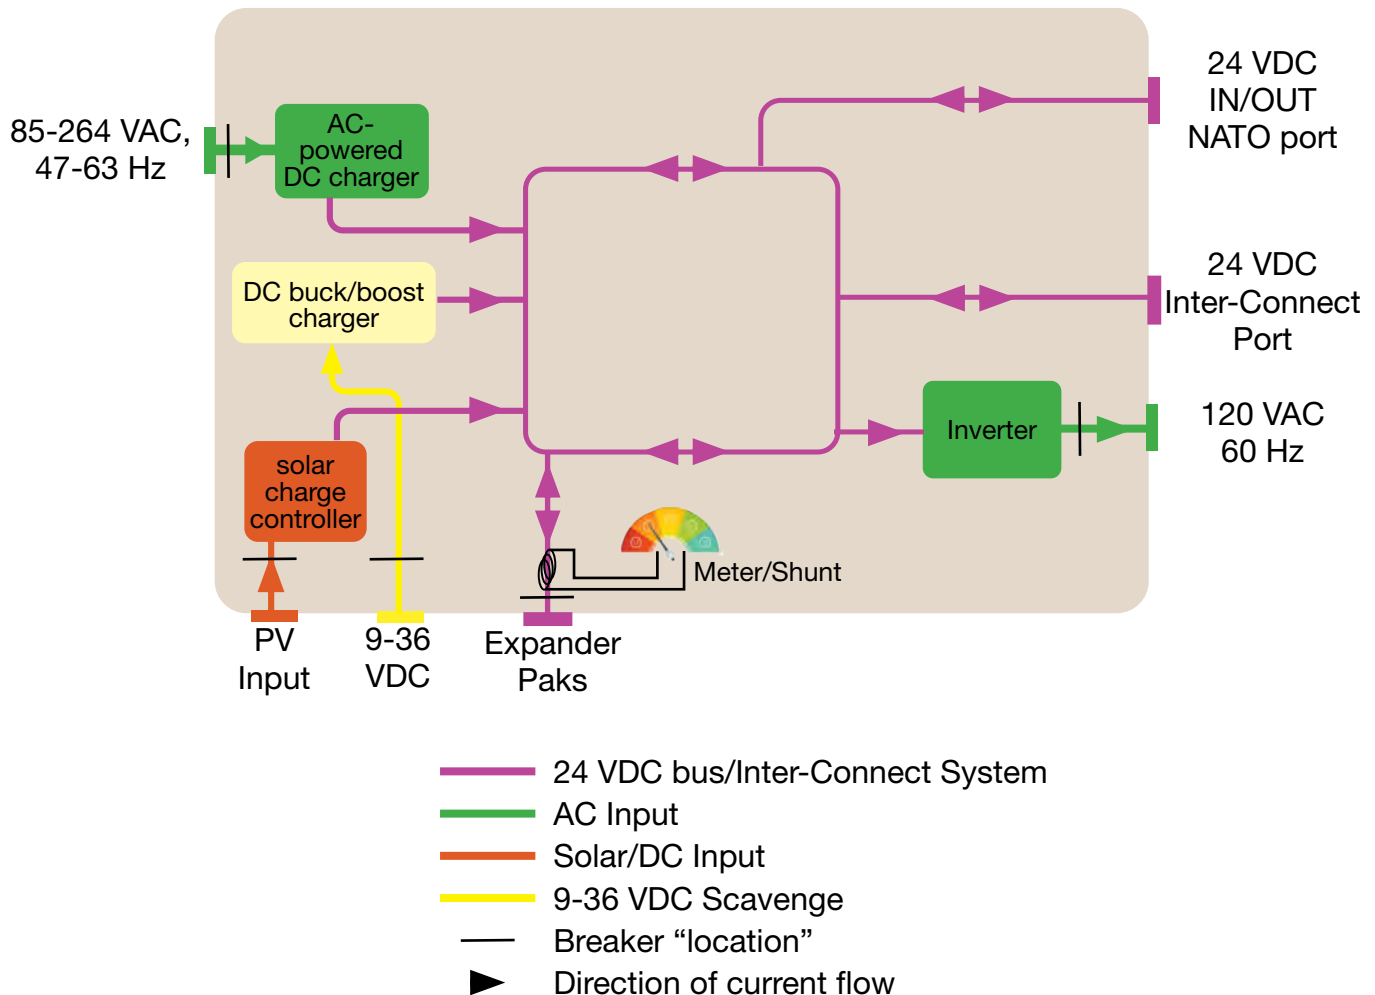 85-264 VAC,
47-63 Hz
AC-
powered
DC charger
24 VDC
IN/OUT
NATO port
DC buck/boost
charger
24 VDC
Inter-Connect
Port
Inverter
120 VAC
60 Hz
solar
charge
controller
Meter/Shunt
PV
Input
9-36
VDC
Expander
Paks
24 VDC bus/Inter-Connect System
AC Input
Solar/DC Input
9-36 VDC Scavenge
Breaker “location”
Direction of current flow